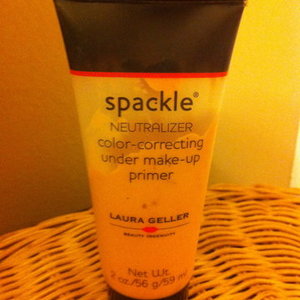 spackle®
NEUTRALIZER
color-correcting
under make-up
primer
LAURA GELLER
BEAUTY INGENUITY
Net Wt.
2 oz/56 g/59 ml